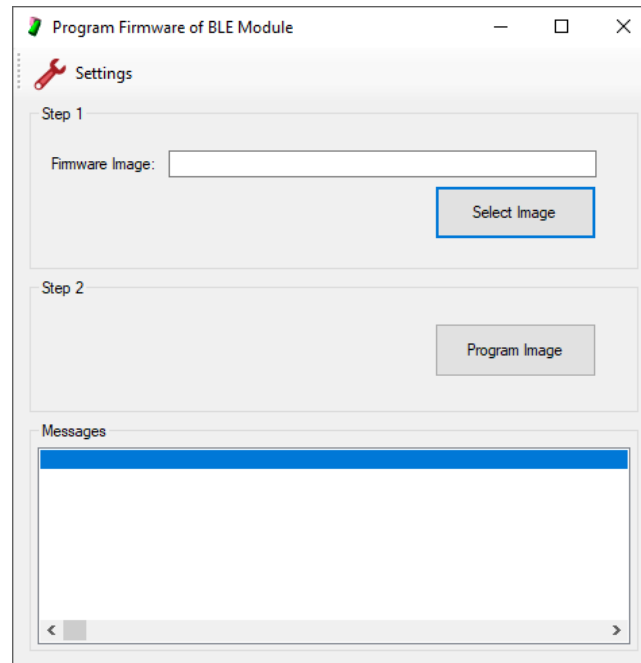 Program Firmware of BLE Module
Settings
Step 1
Firmware Image:
Select Image
Step 2
Program Image
Messages